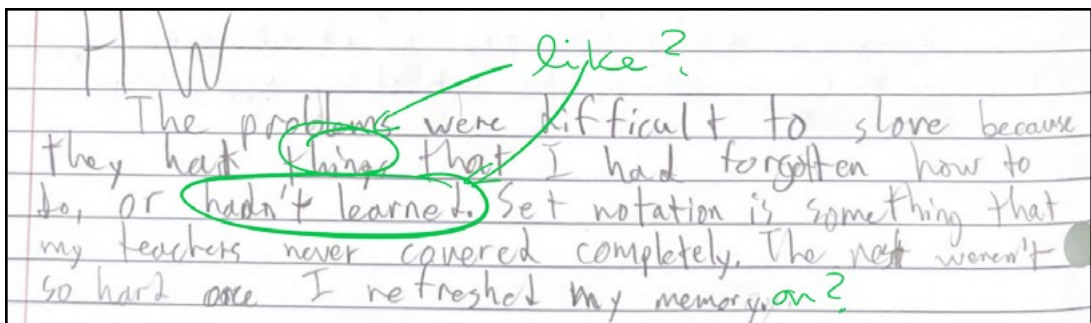 HW
like?
The problems were difficult to slove because
they had things that I had forgotten how to
do, or hadn't learned. Set notation is something that
my teachers never covered completely. The rest weren't
so hard once I refreshed my memory. on?